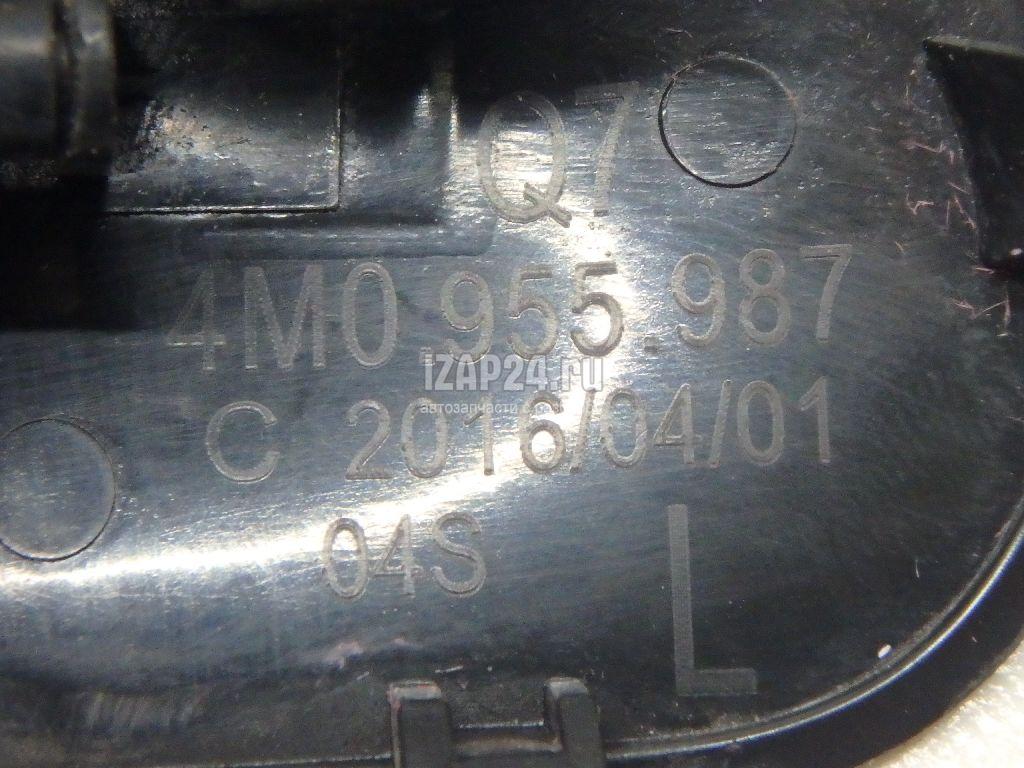 Q7
4M0.955.987
iZAP24.ru
автозапчасти с
C 2016/04/01
04S
L